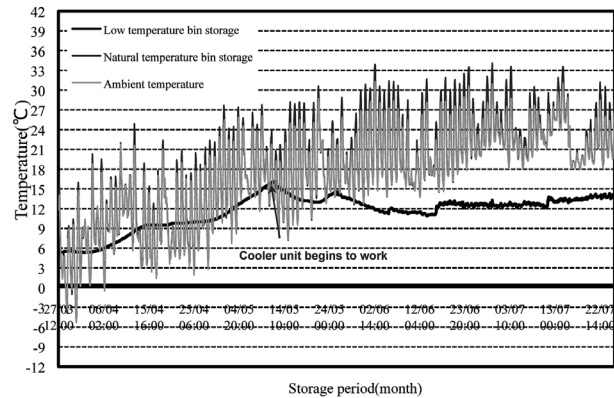 42
39
36
33
30
27
24
21
18
15
12
9
6
3
0
-3
-6
-9
-12
Temperature(℃)
Low temperature bin storage
Natural temperature bin storage
Ambient temperature
Cooler unit begins to work
27/03 15/04 25/04 04/05 14/05 24/05 02/06 12/06 23/06 03/07 13/07 22/07
12:00 02:00 16:00 06:00 20:00 10:00 00:00 14:00 04:00 20:00 10:00 00:00 14:00
Storage period(month)